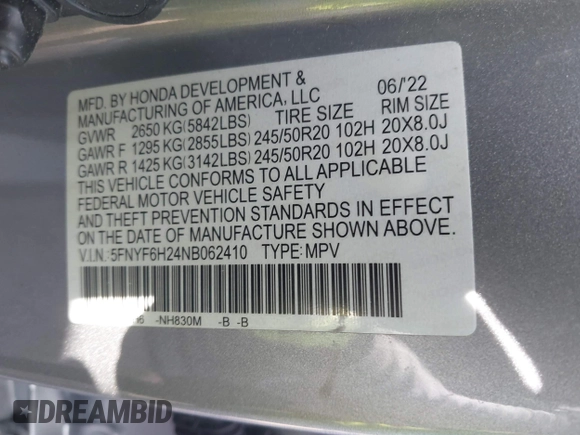 MFD. BY HONDA DEVELOPMENT & 06/'22
MANUFACTURING OF AMERICA, LLC
GVWR 2650 KG(5842LBS) TIRE SIZE RIM SIZE
GAWR F 1295 KG(2855LBS) 245/50R20 102H 20X8.0J
GAWR R 1425 KG(3142LBS) 245/50R20 102H 20X8.0J
THIS VEHICLE CONFORMS TO ALL APPLICABLE
FEDERAL MOTOR VEHICLE SAFETY
AND THEFT PREVENTION STANDARDS IN EFFECT
ON THE DATE OF MANUFACTURE SHOWN ABOVE.
V.I.N.: 5FNYF6H24NB062410 TYPE: MPV
-NH830M -B -B
DREAMBID